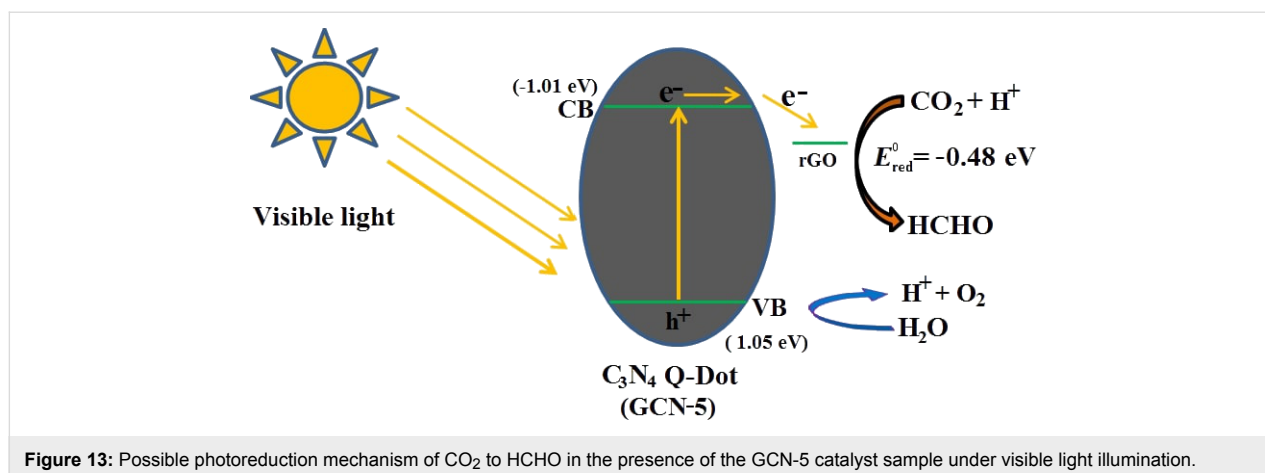 (-1.01 eV)
CB
e⁻
e⁻
rGO
CO₂ + H⁺
E⁰red = -0.48 eV
HCHO
Visible light
h⁺
VB
( 1.05 eV)
H⁺ + O₂
H₂O
C₃N₄ Q-Dot
(GCN-5)
Figure 13: Possible photoreduction mechanism of CO₂ to HCHO in the presence of the GCN-5 catalyst sample under visible light illumination.